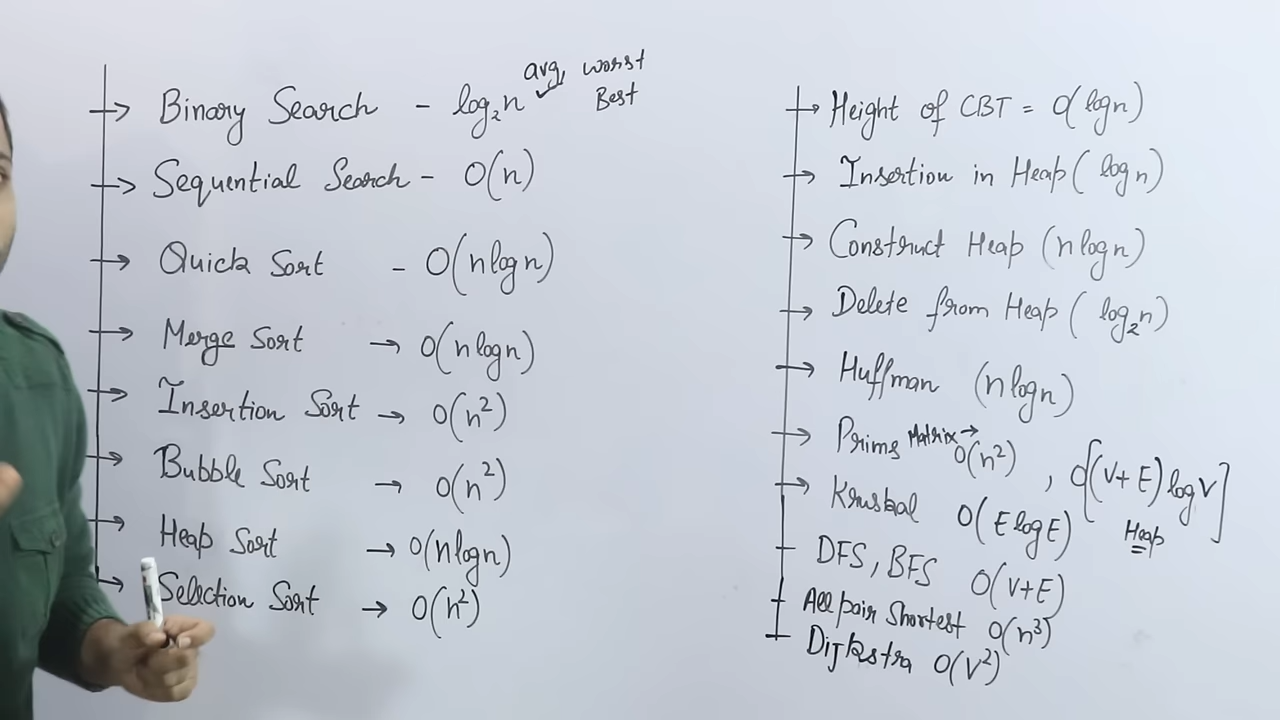 → Binary Search - log₂n avg, worst
Best
→ Sequential Search - O(n)
→ Quick Sort - O(nlogn)
→ Merge Sort → O(nlogn)
→ Insertion Sort → O(n²)
→ Bubble Sort → O(n²)
→ Heap Sort → O(nlogn)
→ Selection Sort → O(n²)
→ Height of CBT = O(logn)
→ Insertion in Heap (logn)
→ Construct Heap (nlogn)
→ Delete from Heap (log₂n)
→ Huffman (nlogn)
→ Prims Matrix → O(n²), O[(V+E)logV]
Heap
→ Kruskal O(ElogE)
DFS, BFS O(V+E)
All pair Shortest O(n³)
Dijkstra O(V²)